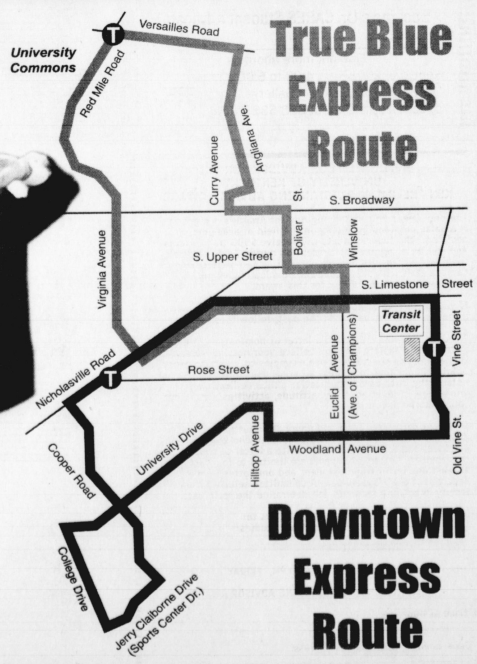 True Blue
Express
Route
T
Versailles Road
University
Commons
Red Mile Road
Curry Avenue
Angliana Ave.
S. Broadway
Bolivar St.
Winslow
S. Upper Street
Virginia Avenue
S. Limestone Street
Transit
Center
T
Vine Street
Nicholasville Road
T
Rose Street
Euclid Avenue
(Ave. of Champions)
University Drive
Hilltop Avenue
Woodland Avenue
Old Vine St.
Cooper Road
College Drive
Jerry Claiborne Drive
(Sports Center Dr.)
Downtown
Express
Route